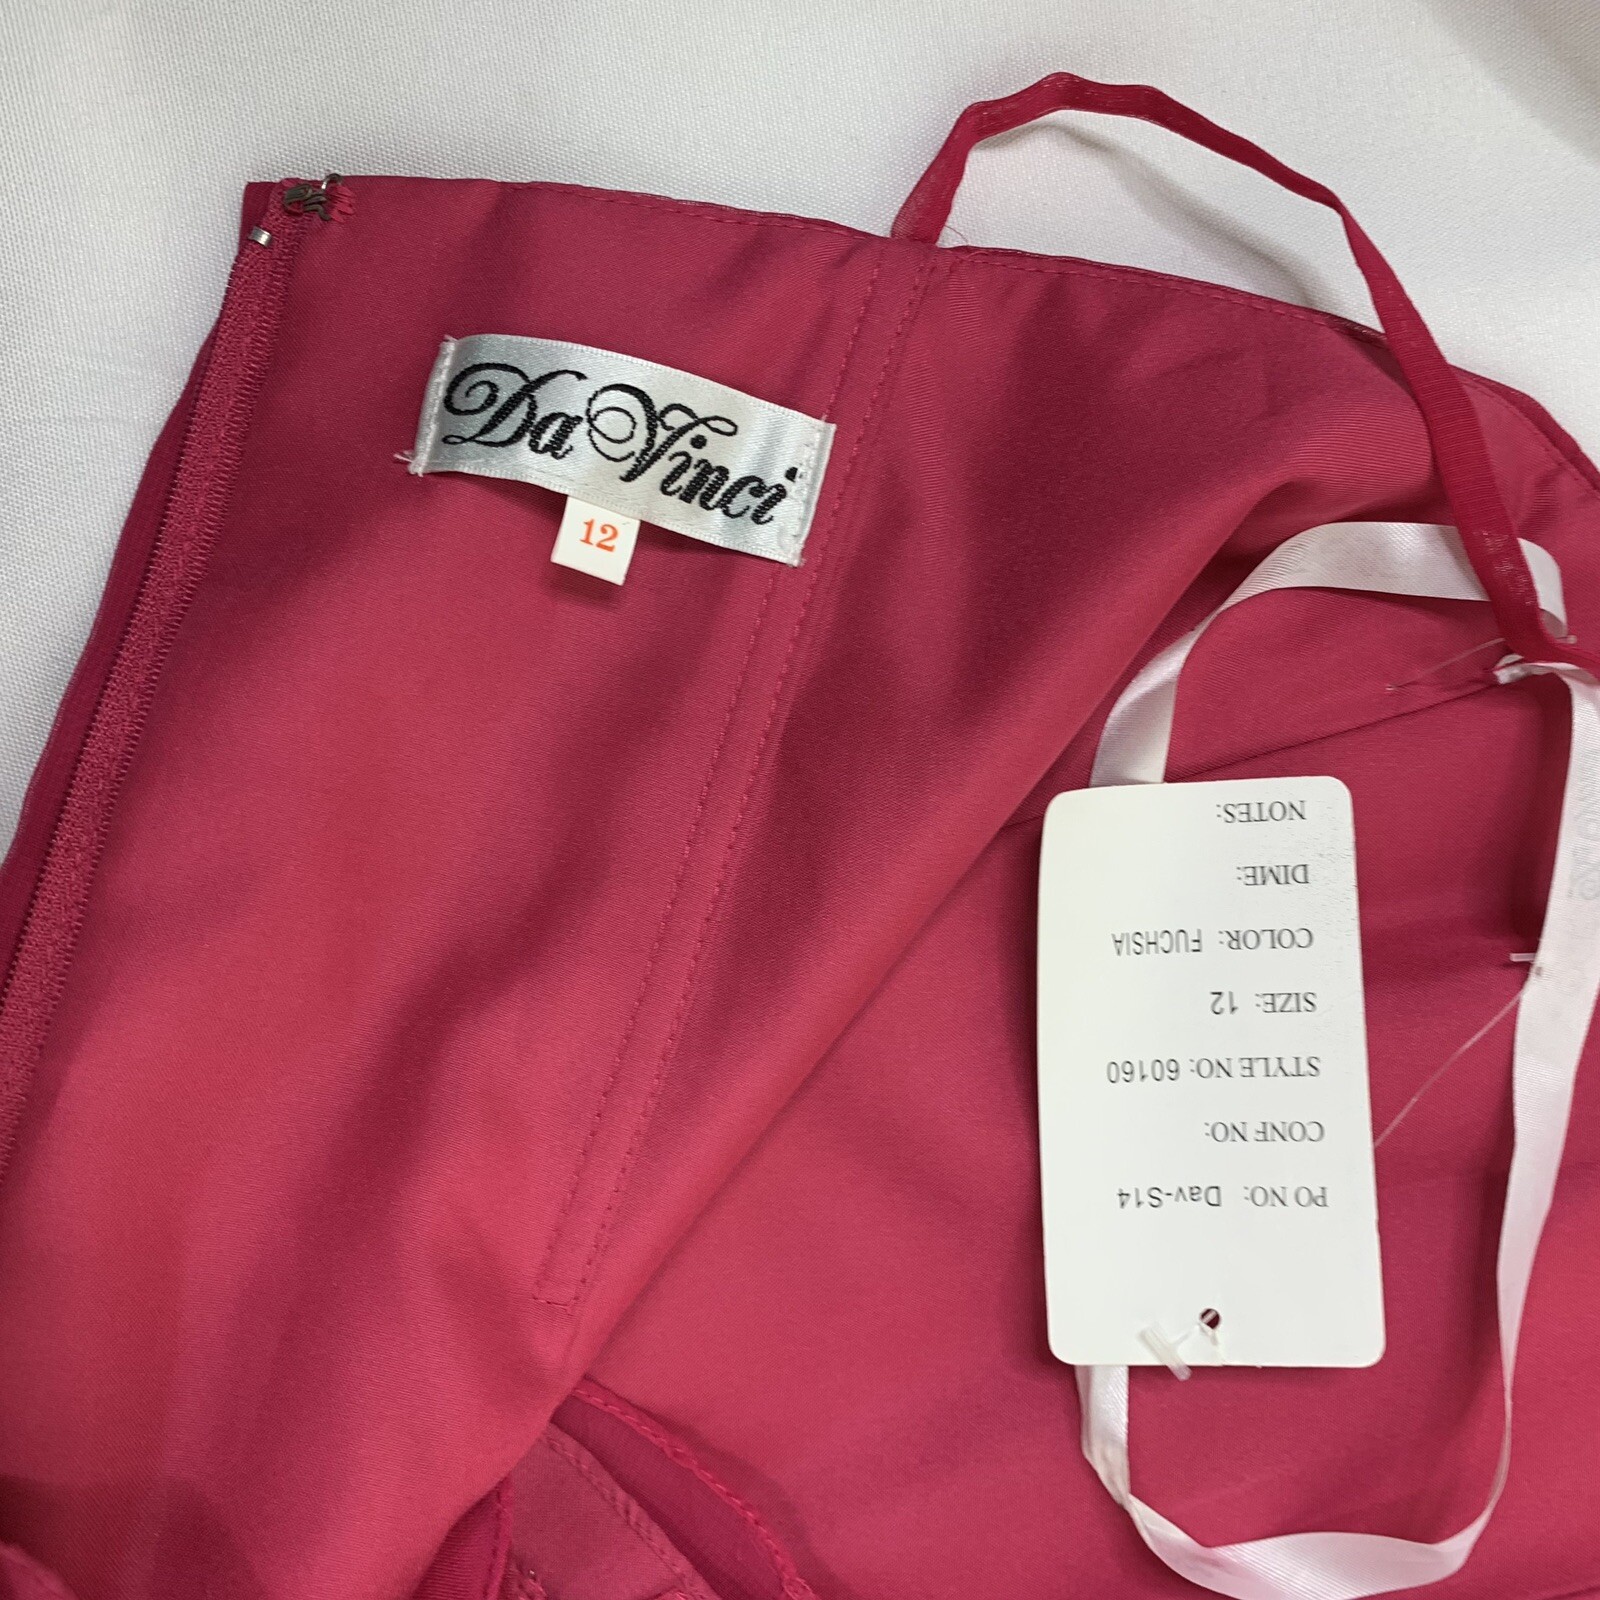 Da Vinci
12
PO NO: Dav-S14
CONF NO:
STYLE NO: 60160
SIZE: 12
COLOR: FUCHSIA
DIME:
NOTES: